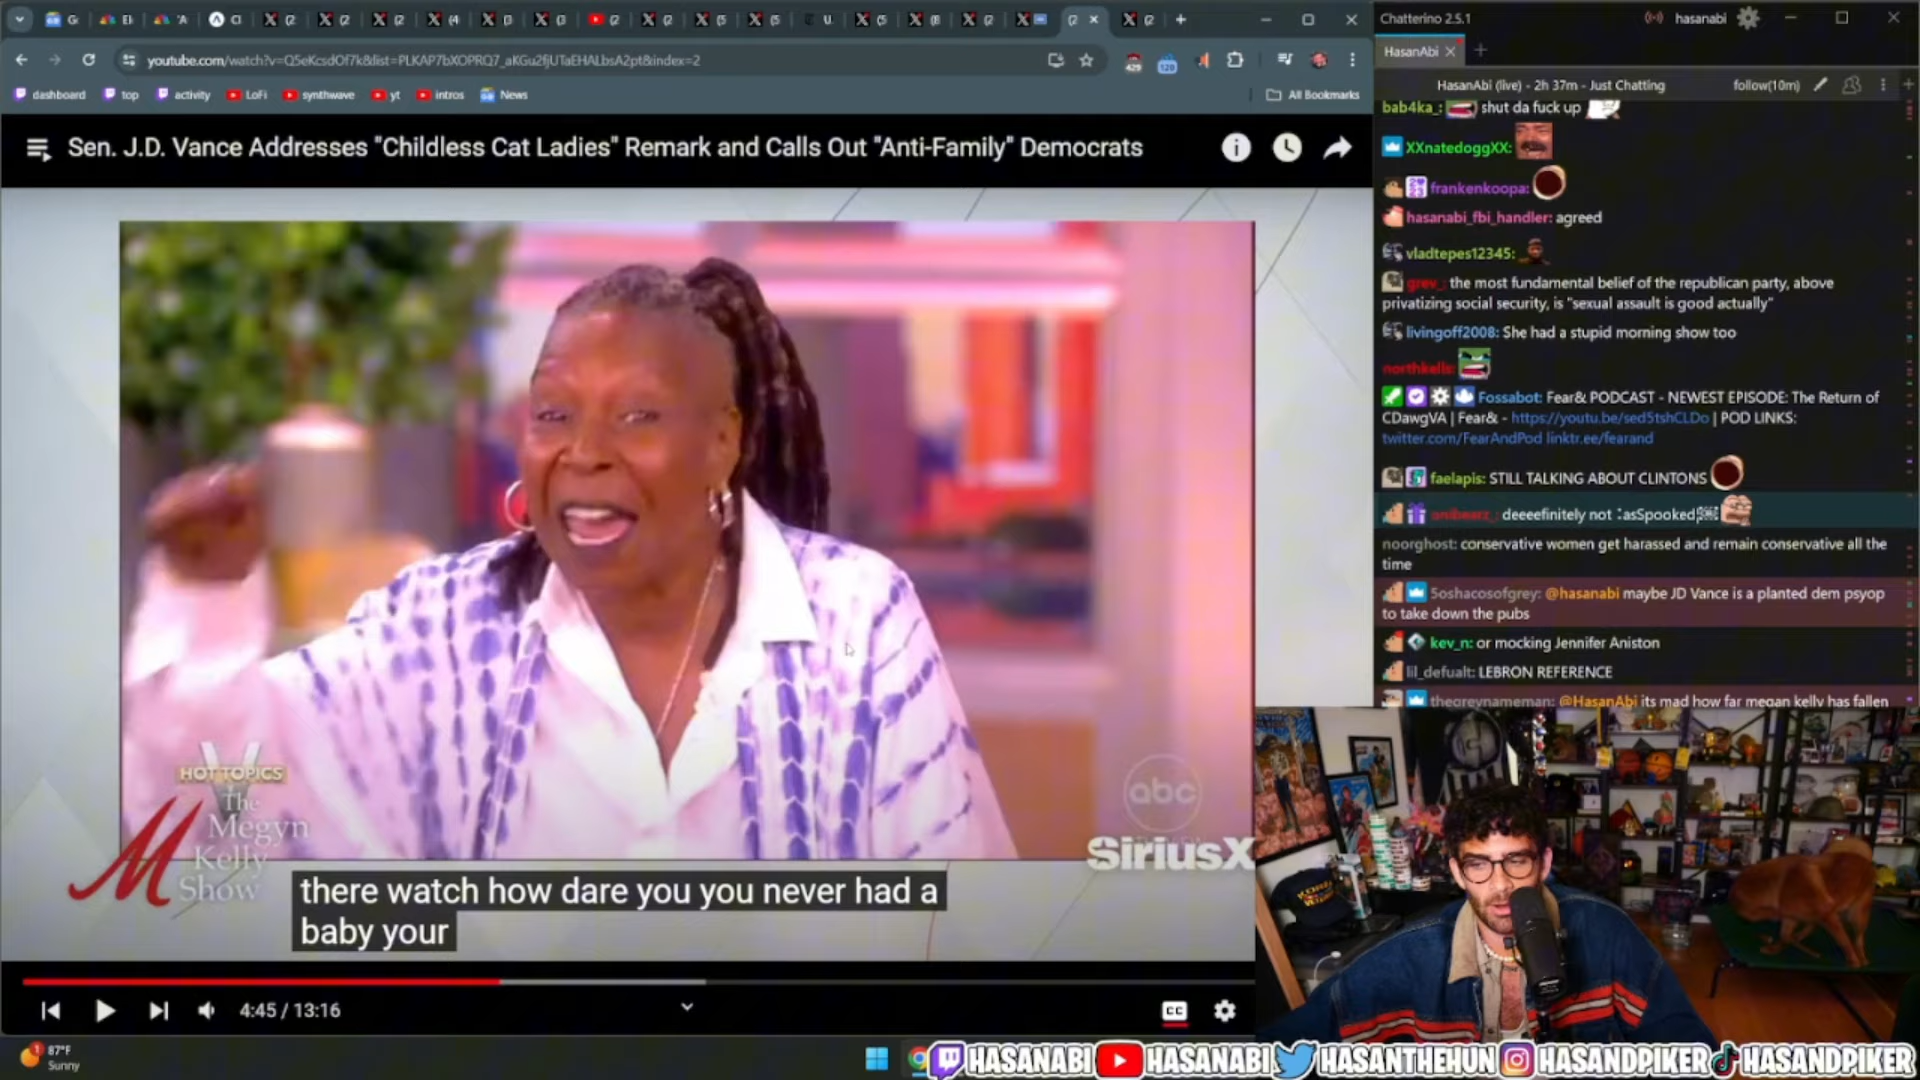 youtube.com/watch?v=Q5eKcsdOf7k&list=PLKAP7bXOPRQ7_aKGu2fjUTaEHALbsA2pt&index=2
dashboard top activity LoFi synthwave yt intros News All Bookmarks
Sen. J.D. Vance Addresses "Childless Cat Ladies" Remark and Calls Out "Anti-Family" Democrats
HOT TOPICS
The
Megyn
Kelly
Show
abc
SiriusX
there watch how dare you you never had a
baby your
4:45 / 13:16
CC
87°F
Sunny
Chatterino 2.5.1
hasanabi
HasanAbi
HasanAbi (live) - 2h 37m - Just Chatting
follow(10m)
bab4ka_: shut da fuck up
XXnatedoggXX:
frankenkoopa:
hasanabi_fbi_handler: agreed
vladtepes12345:
grev_: the most fundamental belief of the republican party, above
privatizing social security, is "sexual assault is good actually"
livingoff2008: She had a stupid morning show too
northkells:
Fossabot: Fear& PODCAST - NEWEST EPISODE: The Return of
CDawgVA | Fear& - https://youtu.be/sed5tshCLDo | POD LINKS:
twitter.com/FearAndPod linktr.ee/fearand
faelapis: STILL TALKING ABOUT CLINTONS
deeeefinitely not :asSpooked:
noorghost: conservative women get harassed and remain conservative all the
time
5oshacosofgrey: @hasanabi maybe JD Vance is a planted dem psyop
to take down the pubs
kev_n: or mocking Jennifer Aniston
lil_defualt: LEBRON REFERENCE
thegreynameman: @HasanAbi its mad how far megan kelly has fallen
HASANABI HASANABI HASANTHEHUN HASANDPIKER HASANDPIKER